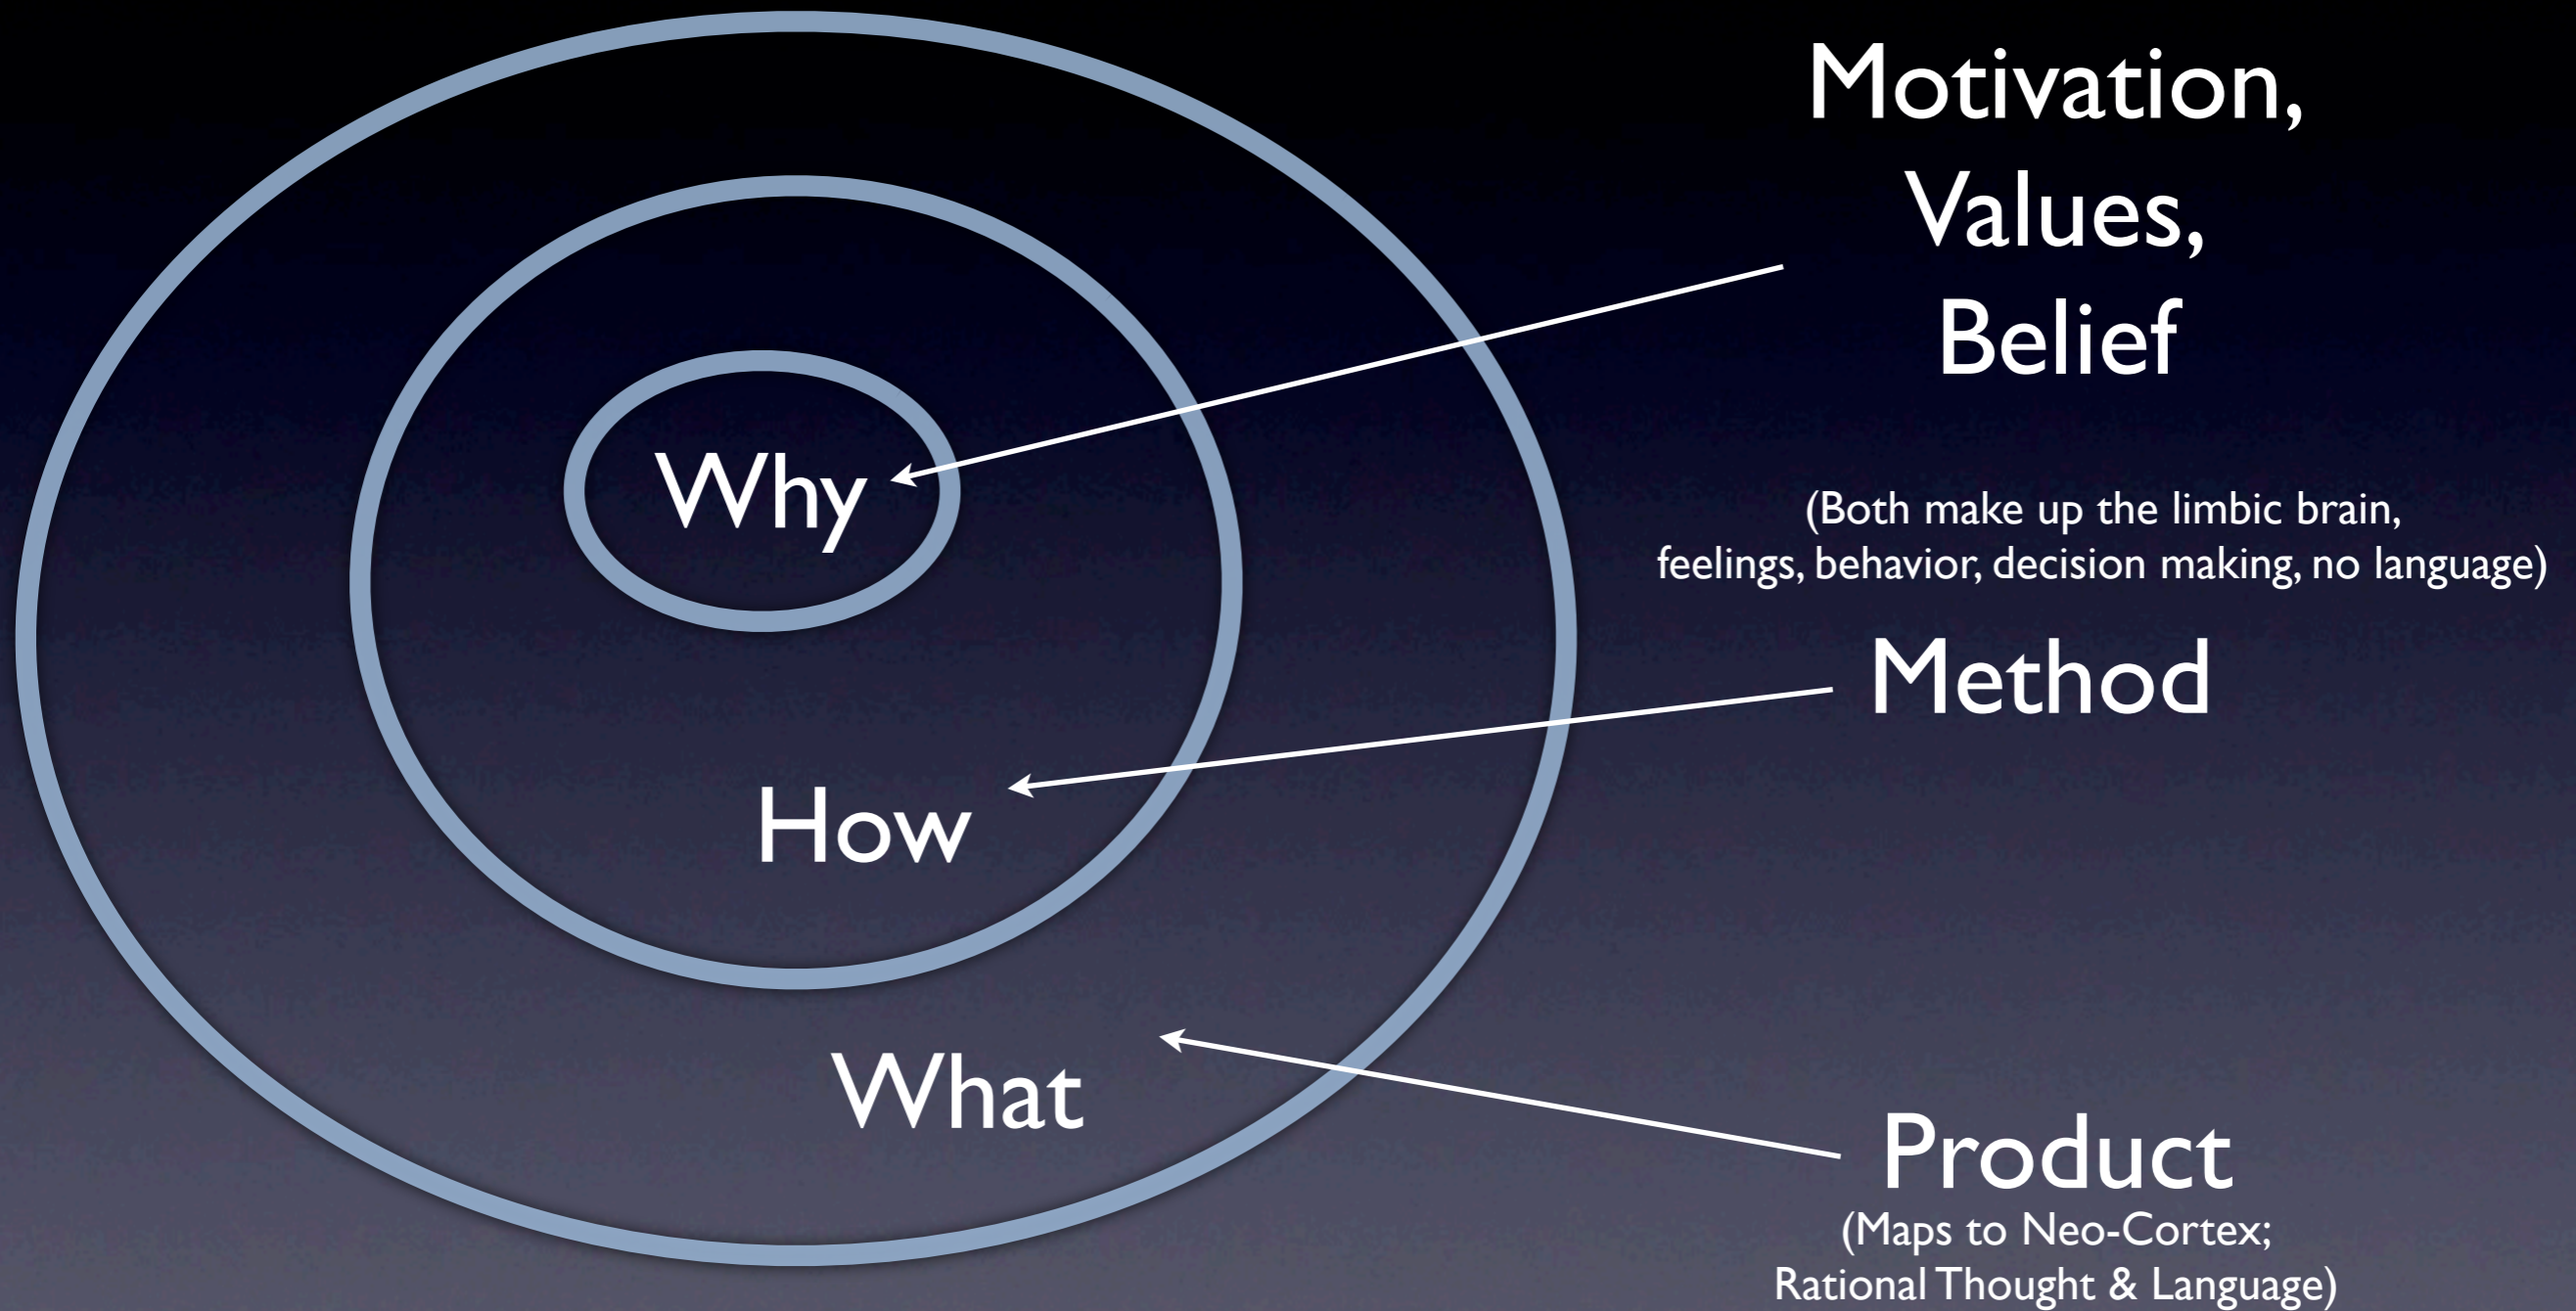 Why
How
What
Motivation,
Values,
Belief
(Both make up the limbic brain,
feelings, behavior, decision making, no language)
Method
Product
(Maps to Neo-Cortex;
Rational Thought & Language)